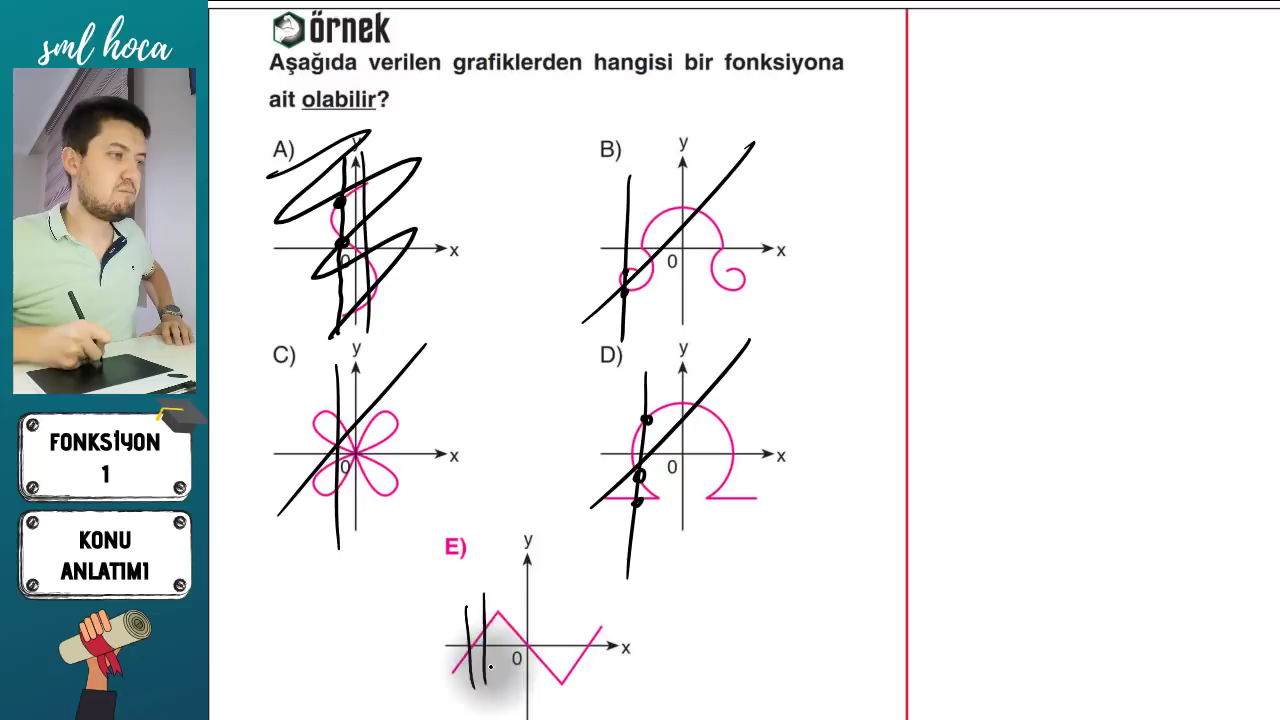 sml hoca
FONKSİYON
1
KONU
ANLATIMI
örnek
Aşağıda verilen grafiklerden hangisi bir fonksiyona
ait olabilir?
A)
y
x
0
B)
y
x
0
C)
y
x
0
D)
y
x
0
E)
y
x
0